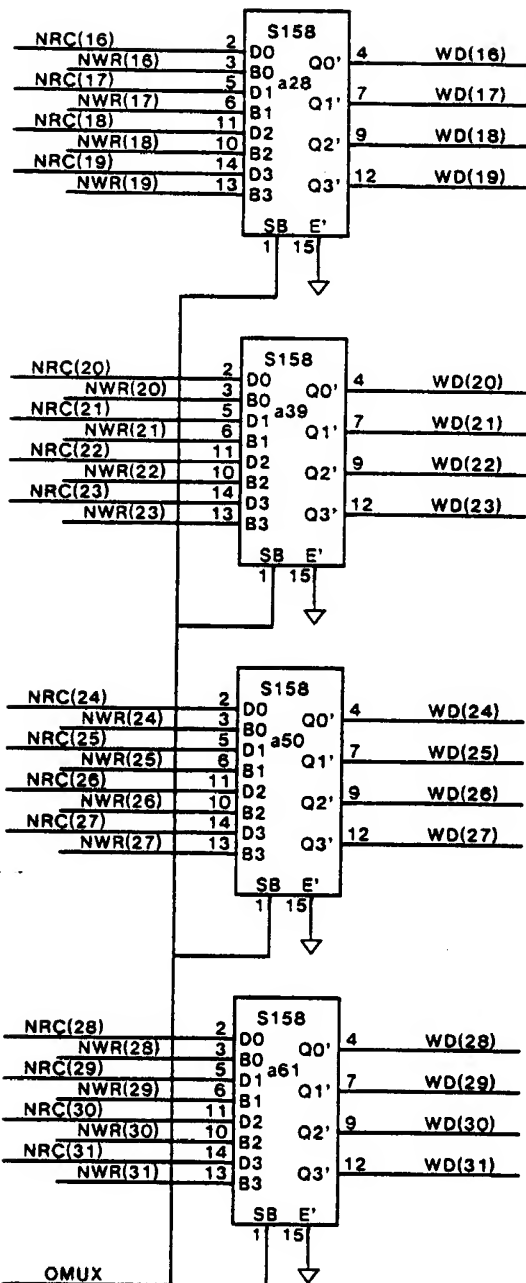 S158
NRC(16) 2 D0 Q0' 4 WD(16)
NWR(16) 3 B0 a28
NRC(17) 5 D1 Q1' 7 WD(17)
NWR(17) 6 B1
NRC(18) 11 D2 Q2' 9 WD(18)
NWR(18) 10 B2
NRC(19) 14 D3 Q3' 12 WD(19)
NWR(19) 13 B3
SB E'
1 15
S158
NRC(20) 2 D0 Q0' 4 WD(20)
NWR(20) 3 B0 a39
NRC(21) 5 D1 Q1' 7 WD(21)
NWR(21) 6 B1
NRC(22) 11 D2 Q2' 9 WD(22)
NWR(22) 10 B2
NRC(23) 14 D3 Q3' 12 WD(23)
NWR(23) 13 B3
SB E'
1 15
S158
NRC(24) 2 D0 Q0' 4 WD(24)
NWR(24) 3 B0 a50
NRC(25) 5 D1 Q1' 7 WD(25)
NWR(25) 6 B1
NRC(26) 11 D2 Q2' 9 WD(26)
NWR(26) 10 B2
NRC(27) 14 D3 Q3' 12 WD(27)
NWR(27) 13 B3
SB E'
1 15
S158
NRC(28) 2 D0 Q0' 4 WD(28)
NWR(28) 3 B0 a61
NRC(29) 5 D1 Q1' 7 WD(29)
NWR(29) 6 B1
NRC(30) 11 D2 Q2' 9 WD(30)
NWR(30) 10 B2
NRC(31) 14 D3 Q3' 12 WD(31)
NWR(31) 13 B3
SB E'
1 15
OMUX